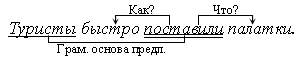 Как? Что?
Туристы быстро поставили палатки.
Грам. основа предл.